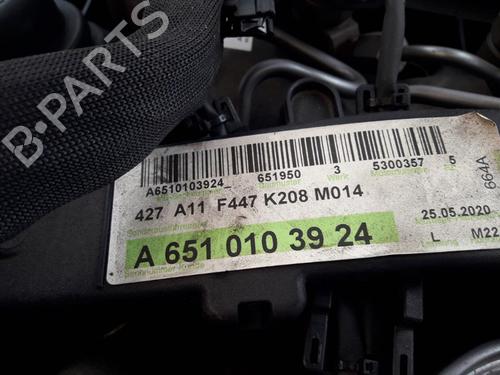 B-PARTS
A6510103924_ 651950 3 5300357 5
427 A11 F447 K208 M014
664A
A 651 010 39 24
25.05.2020
L M22